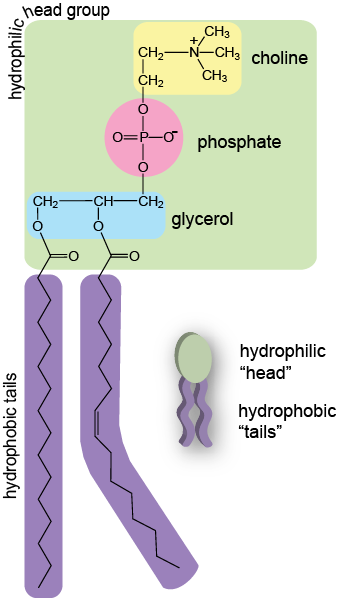 hydrophilic head group
CH₃
+
CH₂
N
CH₃
choline
CH₃
CH₂
O
O
P
O-
phosphate
O
CH₂
CH
CH₂
glycerol
O
O
O
O
hydrophobic tails
hydrophilic
“head”
hydrophobic
“tails”